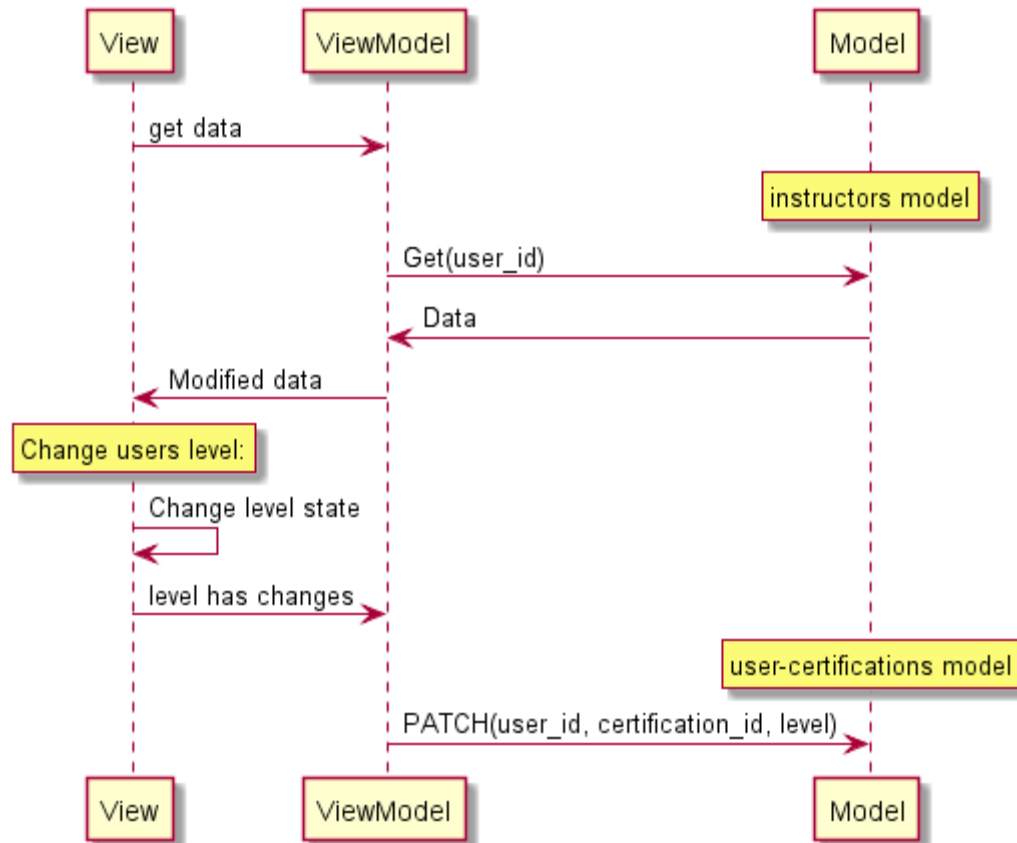 View
ViewModel
Model
get data
instructors model
Get(user_id)
Data
Modified data
Change users level:
Change level state
level has changes
user-certifications model
PATCH(user_id, certification_id, level)
View
ViewModel
Model